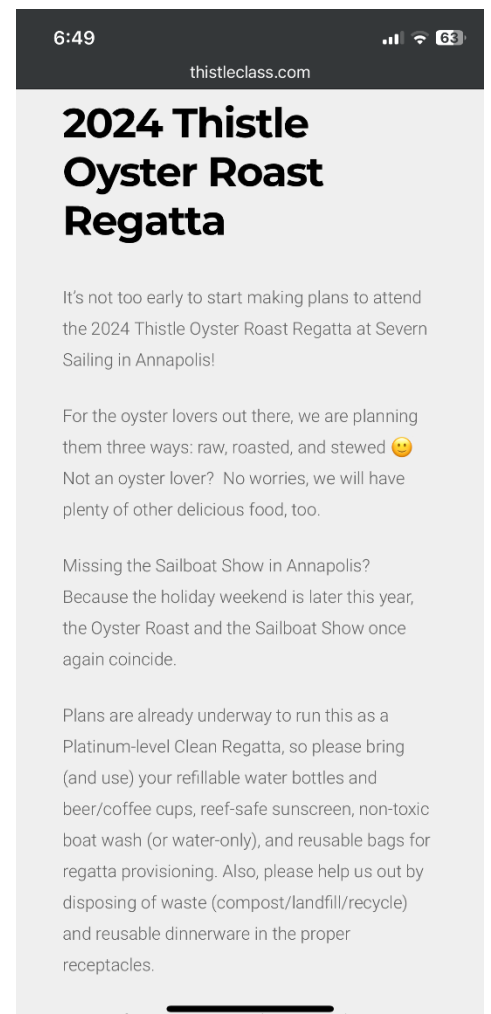 6:49
63
thistleclass.com
2024 Thistle
Oyster Roast
Regatta
It's not too early to start making plans to attend
the 2024 Thistle Oyster Roast Regatta at Severn
Sailing in Annapolis!
For the oyster lovers out there, we are planning
them three ways: raw, roasted, and stewed 🙂
Not an oyster lover?  No worries, we will have
plenty of other delicious food, too.
Missing the Sailboat Show in Annapolis?
Because the holiday weekend is later this year,
the Oyster Roast and the Sailboat Show once
again coincide.
Plans are already underway to run this as a
Platinum-level Clean Regatta, so please bring
(and use) your refillable water bottles and
beer/coffee cups, reef-safe sunscreen, non-toxic
boat wash (or water-only), and reusable bags for
regatta provisioning. Also, please help us out by
disposing of waste (compost/landfill/recycle)
and reusable dinnerware in the proper
receptacles.